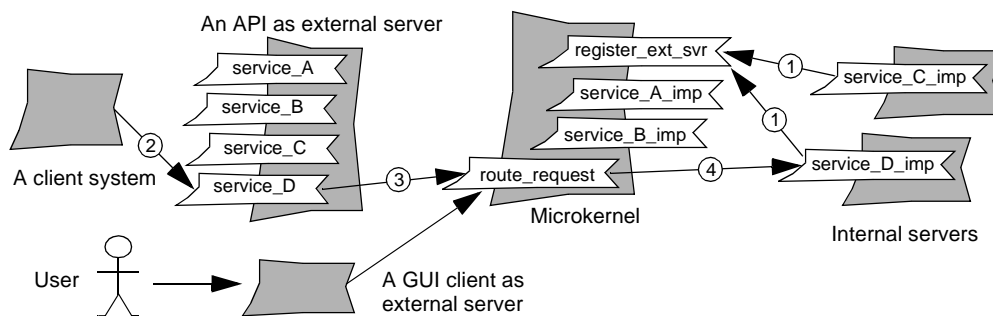 An API as external server
service_A
service_B
service_C
service_D
2
A client system
3
register_ext_svr
service_A_imp
service_B_imp
route_request
Microkernel
1
1
4
service_C_imp
service_D_imp
Internal servers
User
A GUI client as
external server